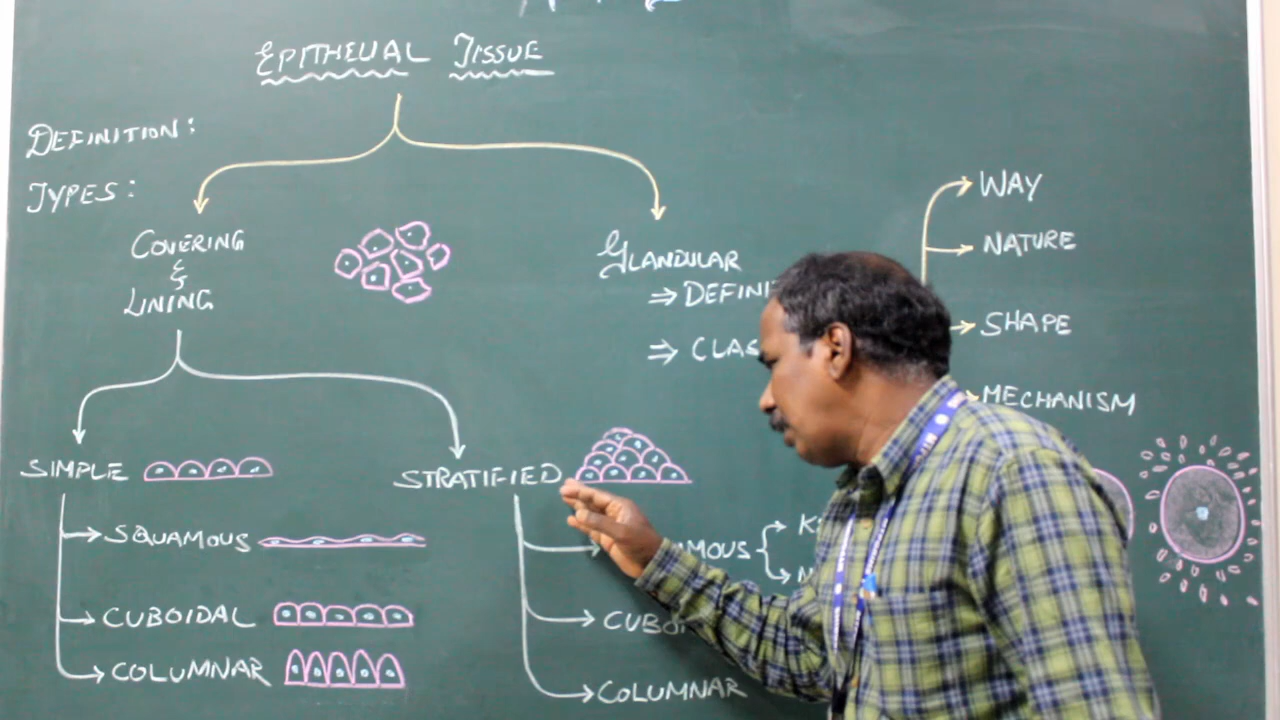 EPITHELIAL TISSUE
DEFINITION:
TYPES:
COVERING
&
LINING
GLANDULAR
⇒ DEFINI
⇒ CLAS
WAY
NATURE
SHAPE
MECHANISM
SIMPLE
SQUAMOUS
CUBOIDAL
COLUMNAR
STRATIFIED
MOUS
K
N
CUBOI
COLUMNAR